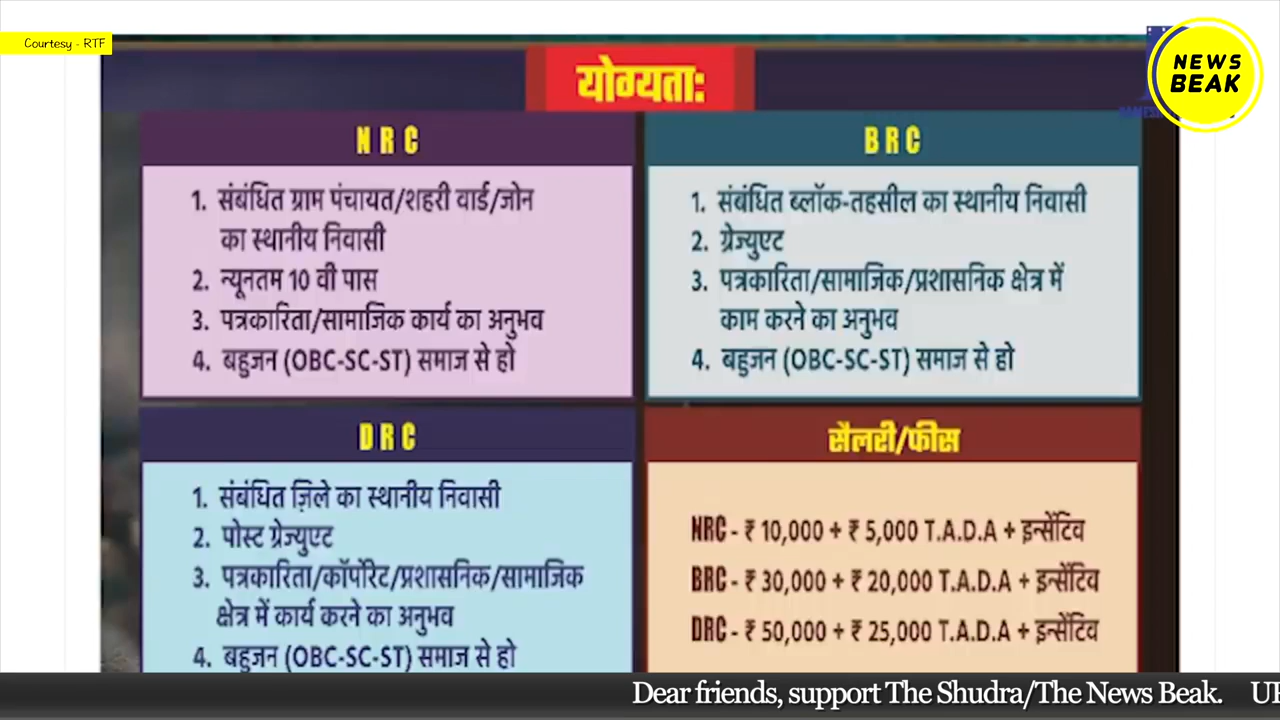 Courtesy - RTF
NEWS
BEAK
योग्यता:
NRC
1. संबंधित ग्राम पंचायत/शहरी वार्ड/जोन
का स्थानीय निवासी
2. न्यूनतम 10 वी पास
3. पत्रकारिता/सामाजिक कार्य का अनुभव
4. बहुजन (OBC-SC-ST) समाज से हो
BRC
1. संबंधित ब्लॉक-तहसील का स्थानीय निवासी
2. ग्रेज्युएट
3. पत्रकारिता/सामाजिक/प्रशासनिक क्षेत्र में
काम करने का अनुभव
4. बहुजन (OBC-SC-ST) समाज से हो
DRC
1. संबंधित ज़िले का स्थानीय निवासी
2. पोस्ट ग्रेज्युएट
3. पत्रकारिता/कॉर्पोरेट/प्रशासनिक/सामाजिक
क्षेत्र में कार्य करने का अनुभव
4. बहुजन (OBC-SC-ST) समाज से हो
सैलरी/फीस
NRC - ₹ 10,000 + ₹ 5,000 T.A.D.A + इन्सेंटिव
BRC - ₹ 30,000 + ₹ 20,000 T.A.D.A + इन्सेंटिव
DRC - ₹ 50,000 + ₹ 25,000 T.A.D.A + इन्सेंटिव
Dear friends, support The Shudra/The News Beak.